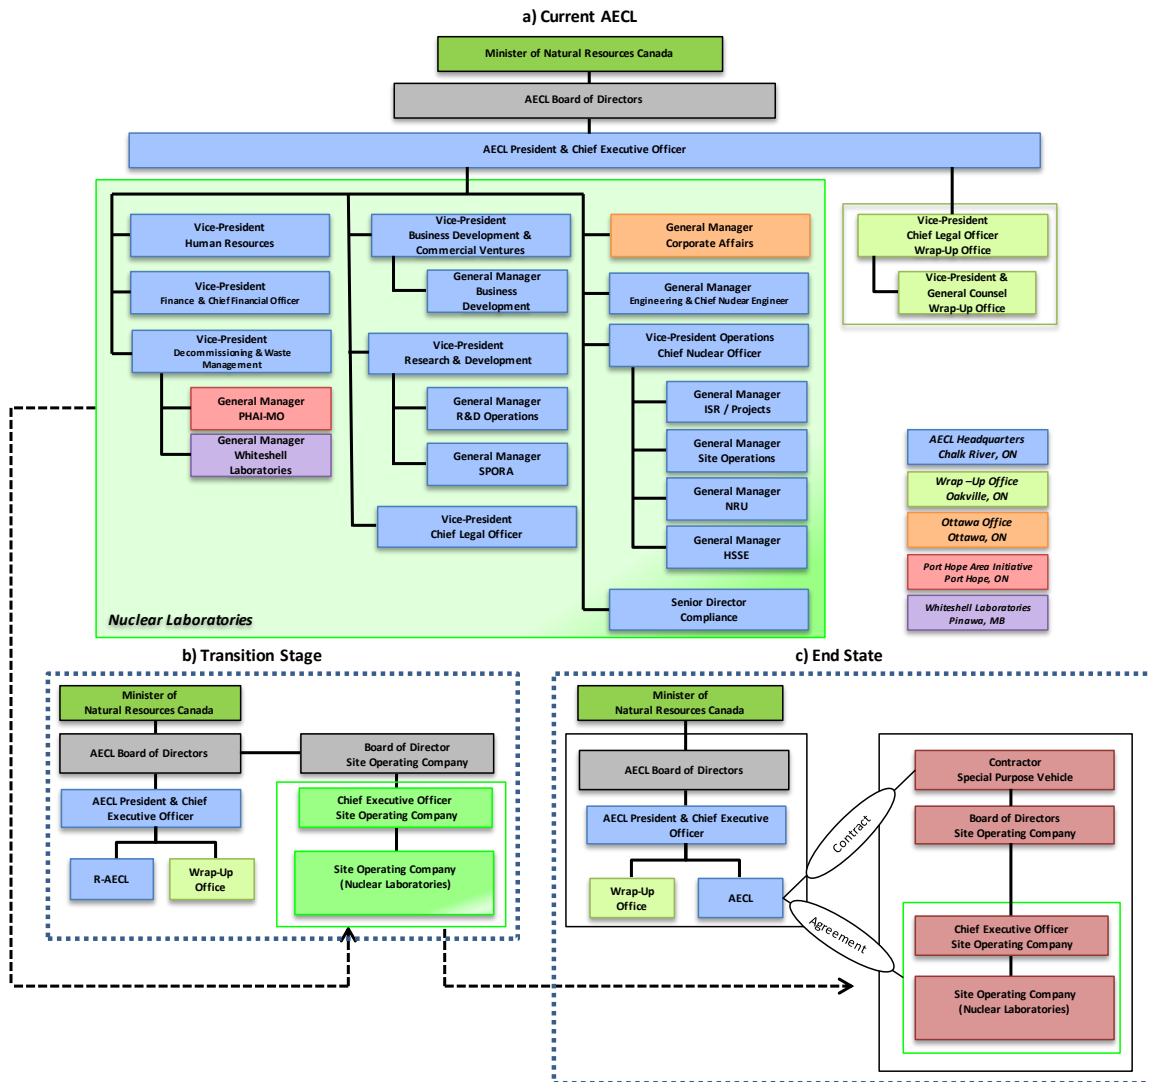 a) Current AECL
Minister of Natural Resources Canada
AECL Board of Directors
AECL President & Chief Executive Officer
Vice-President
Human Resources
Vice-President
Finance & Chief Financial Officer
Vice-President
Decommissioning & Waste
Management
General Manager
PHAI-MO
General Manager
Whiteshell
Laboratories
Vice-President
Business Development &
Commercial Ventures
General Manager
Business
Development
Vice-President
Research & Development
General Manager
R&D Operations
General Manager
SPORA
Vice-President
Chief Legal Officer
General Manager
Corporate Affairs
General Manager
Engineering & Chief Nuclear Engineer
Vice-President Operations
Chief Nuclear Officer
General Manager
ISR / Projects
General Manager
Site Operations
General Manager
NRU
General Manager
HSSE
Senior Director
Compliance
Nuclear Laboratories
Vice-President
Chief Legal Officer
Wrap-Up Office
Vice-President &
General Counsel
Wrap-Up Office
AECL Headquarters
Chalk River, ON
Wrap –Up Office
Oakville, ON
Ottawa Office
Ottawa, ON
Port Hope Area Initiative
Port Hope, ON
Whiteshell Laboratories
Pinawa, MB
b) Transition Stage
Minister of
Natural Resources Canada
AECL Board of Directors
Board of Director
Site Operating Company
AECL President & Chief
Executive Officer
Chief Executive Officer
Site Operating Company
R-AECL
Wrap-Up
Office
Site Operating Company
(Nuclear Laboratories)
c) End State
Minister of
Natural Resources Canada
AECL Board of Directors
AECL President & Chief Executive
Officer
Wrap-Up
Office
AECL
Contract
Agreement
Contractor
Special Purpose Vehicle
Board of Directors
Site Operating Company
Chief Executive Officer
Site Operating Company
Site Operating Company
(Nuclear Laboratories)